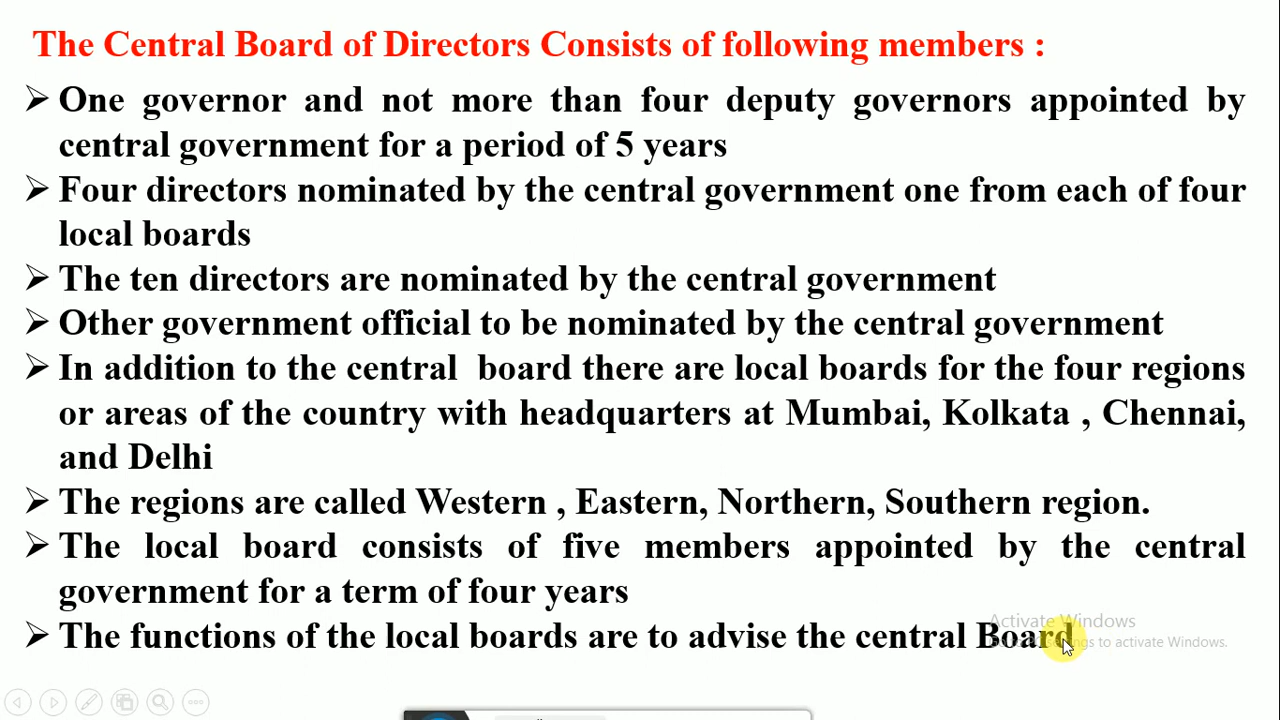 The Central Board of Directors Consists of following members :
One governor and not more than four deputy governors appointed by
central government for a period of 5 years
Four directors nominated by the central government one from each of four
local boards
The ten directors are nominated by the central government
Other government official to be nominated by the central government
In addition to the central board there are local boards for the four regions
or areas of the country with headquarters at Mumbai, Kolkata , Chennai,
and Delhi
The regions are called Western , Eastern, Northern, Southern region.
The local board consists of five members appointed by the central
government for a term of four years
The functions of the local boards are to advise the central Board
Activate Windows
to activate Windows.